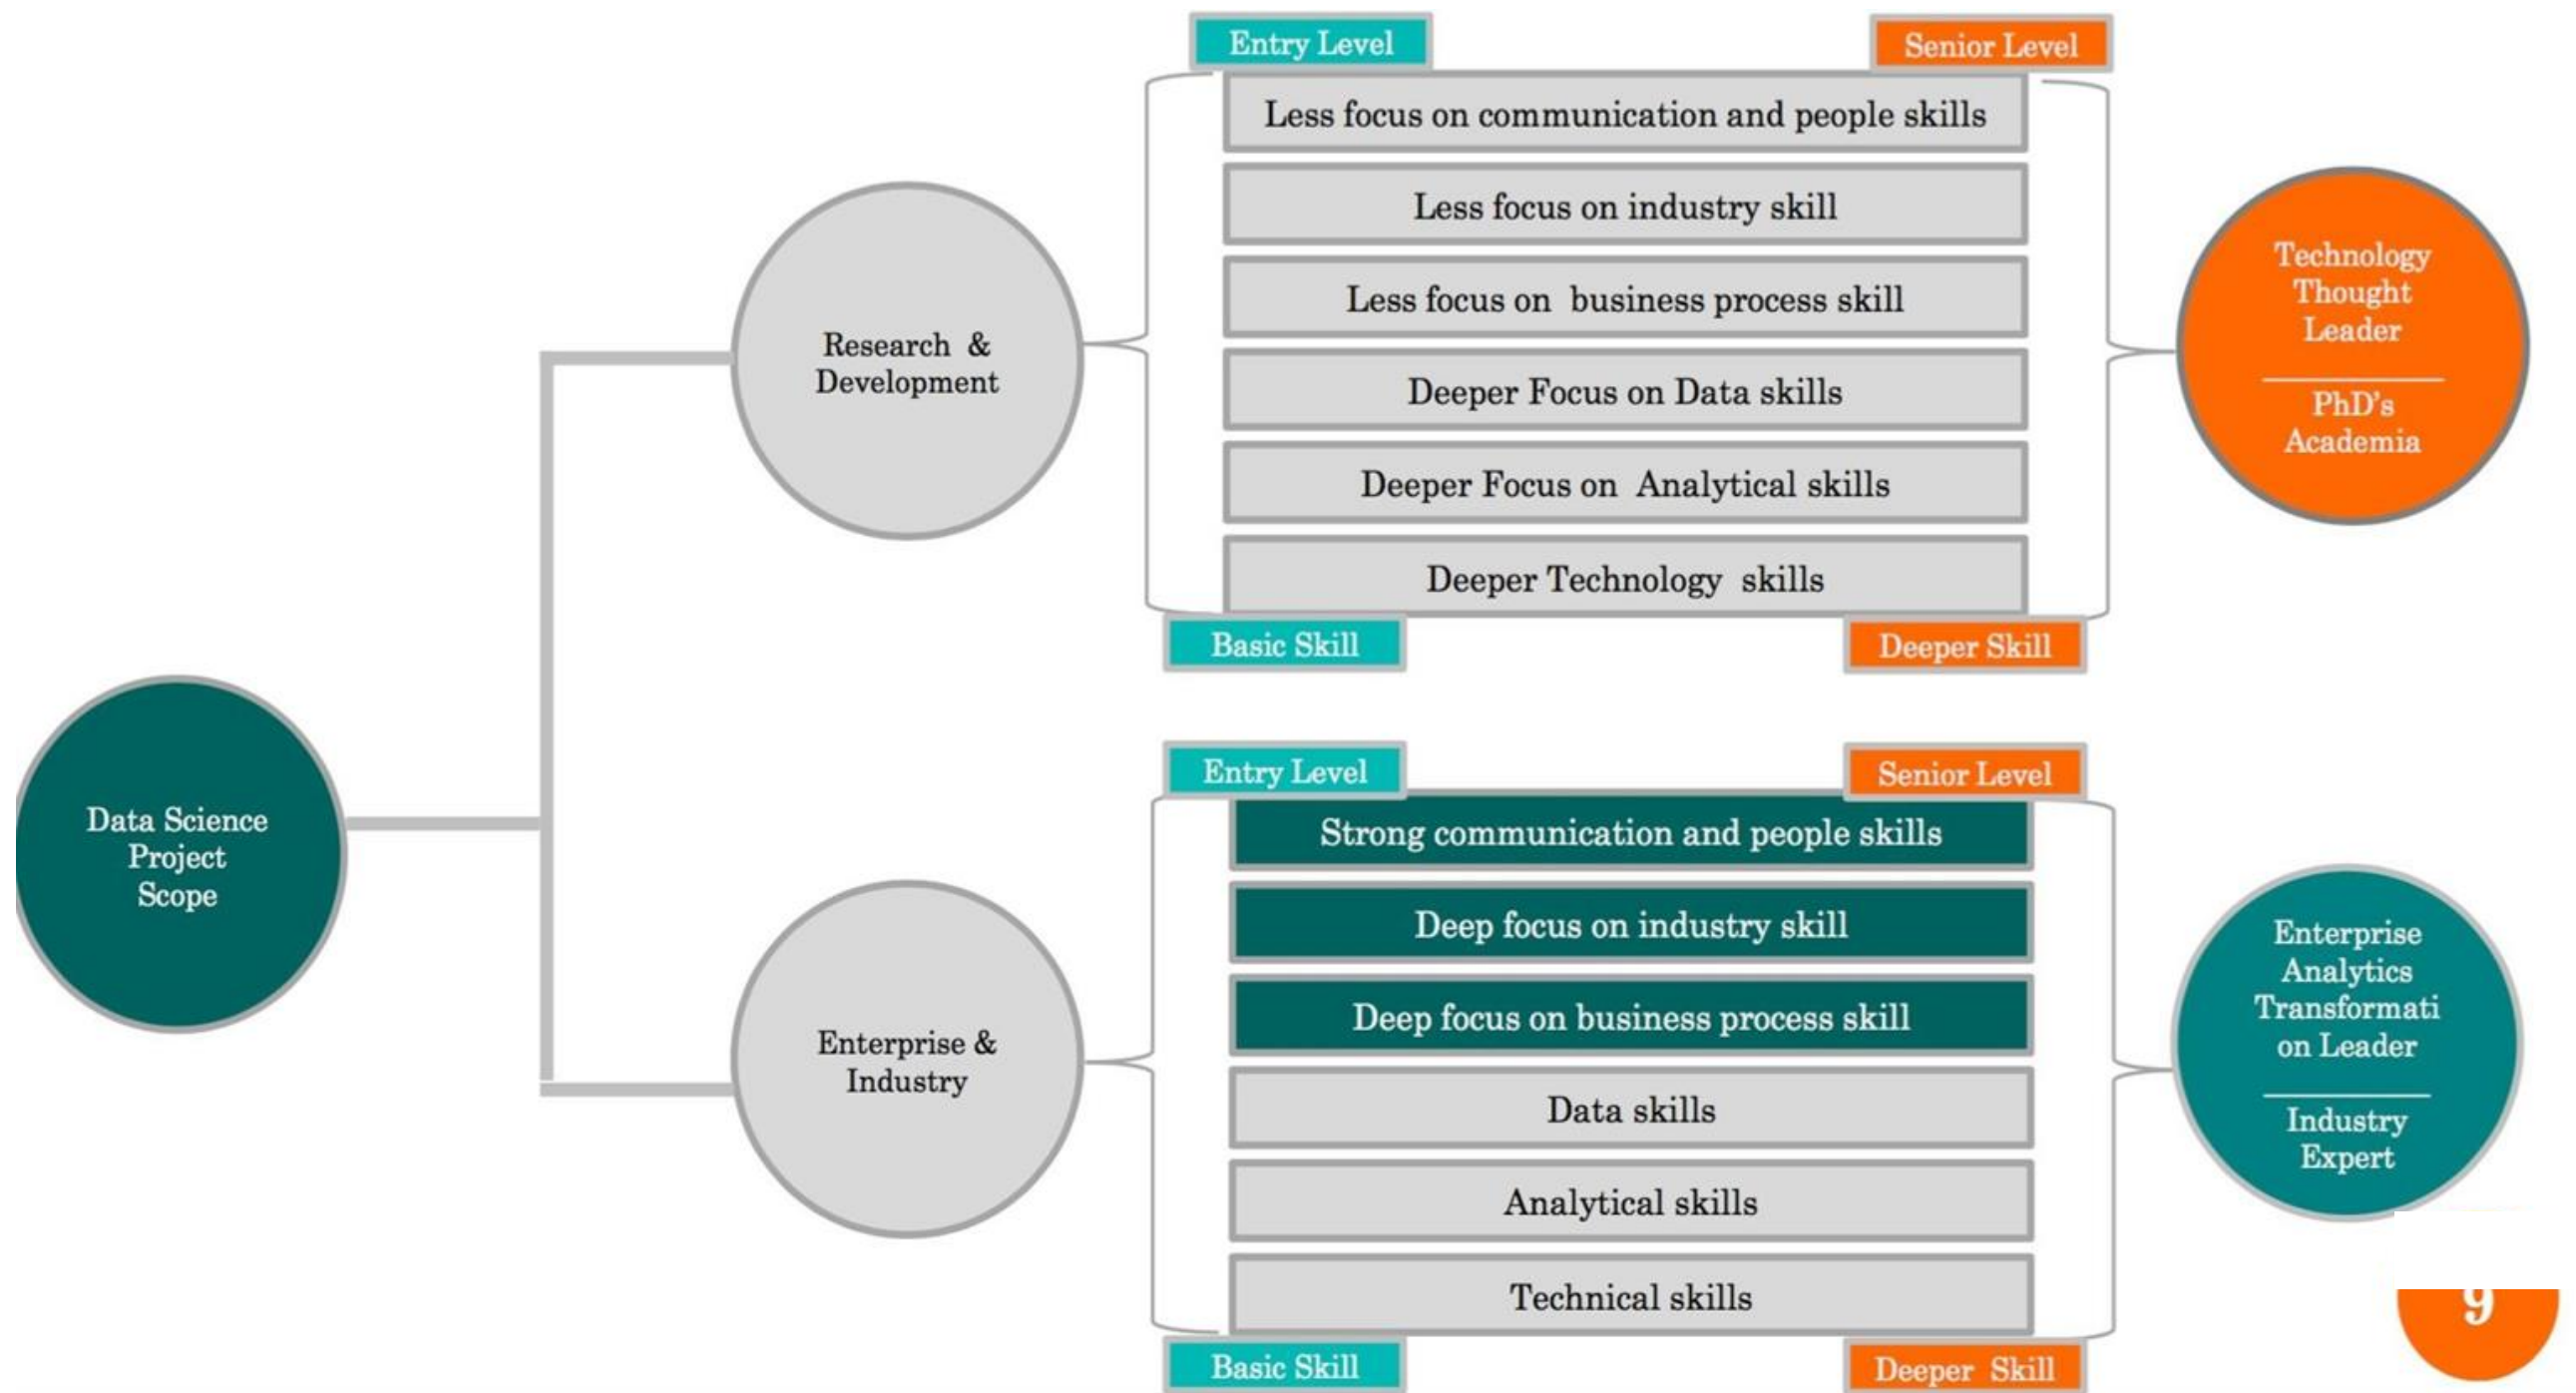 Entry Level
Senior Level
Less focus on communication and people skills
Less focus on industry skill
Less focus on business process skill
Deeper Focus on Data skills
Deeper Focus on Analytical skills
Deeper Technology skills
Basic Skill
Deeper Skill
Research &
Development
Technology
Thought
Leader
PhD's
Academia
Data Science
Project
Scope
Entry Level
Senior Level
Strong communication and people skills
Deep focus on industry skill
Deep focus on business process skill
Data skills
Analytical skills
Technical skills
Basic Skill
Deeper Skill
Enterprise &
Industry
Enterprise
Analytics
Transformati
on Leader
Industry
Expert
9